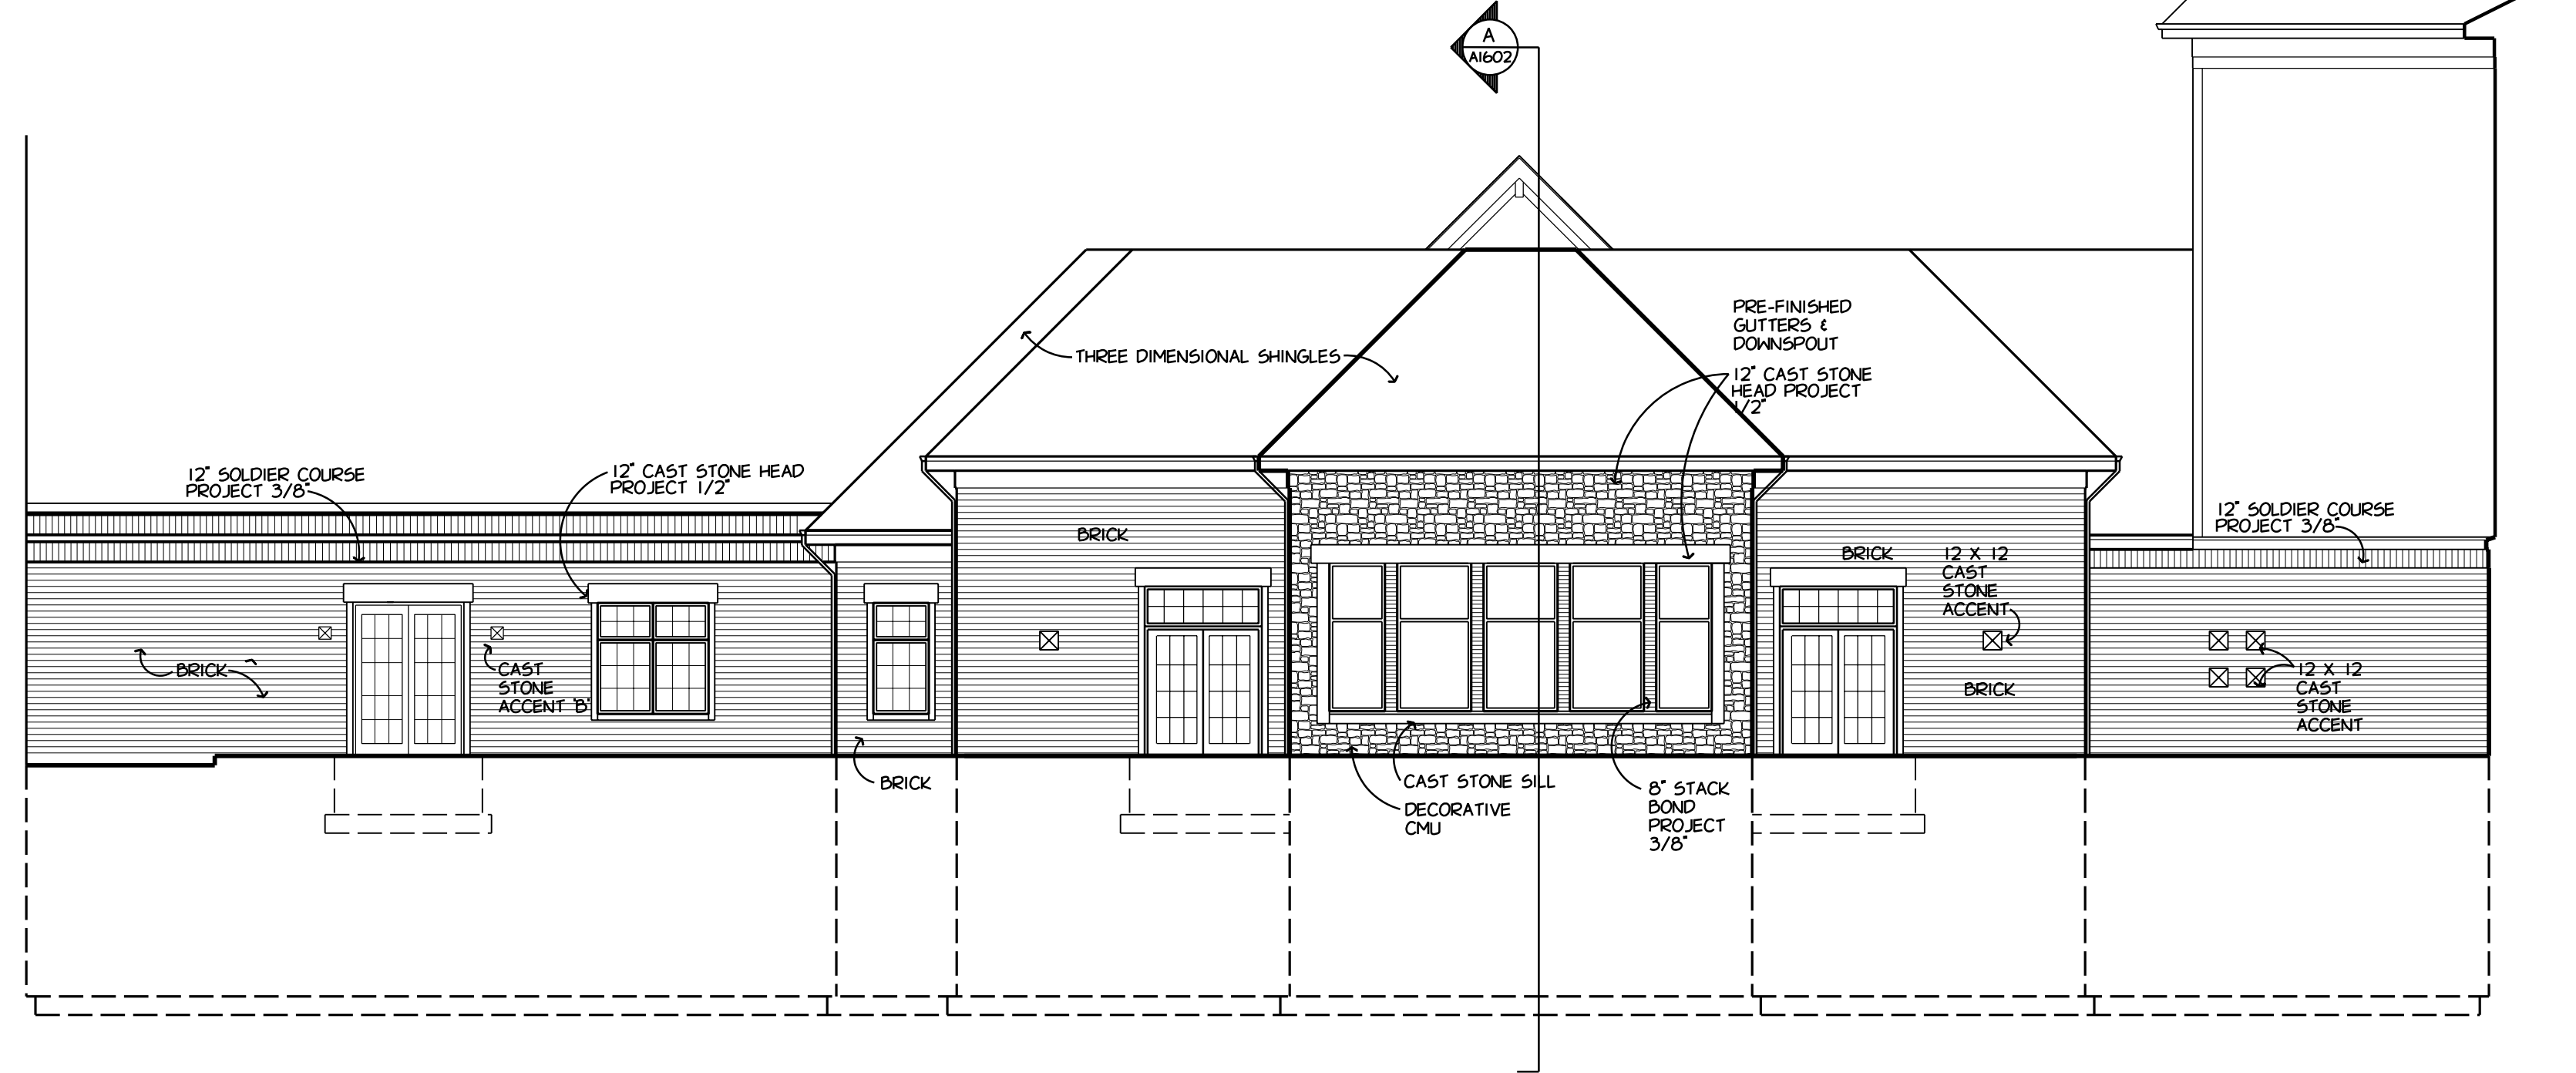 A
A1602
PRE-FINISHED
GUTTERS &
DOWNSPOUT
THREE DIMENSIONAL SHINGLES
12" CAST STONE
HEAD PROJECT
1/2"
12" SOLDIER COURSE
PROJECT 3/8"
12" CAST STONE HEAD
PROJECT 1/2"
12" SOLDIER COURSE
PROJECT 3/8"
BRICK
BRICK
12 X 12
CAST
STONE
ACCENT
BRICK
CAST
STONE
ACCENT "B"
BRICK
12 X 12
CAST
STONE
ACCENT
BRICK
CAST STONE SILL
DECORATIVE
CMU
8" STACK
BOND
PROJECT
3/8"